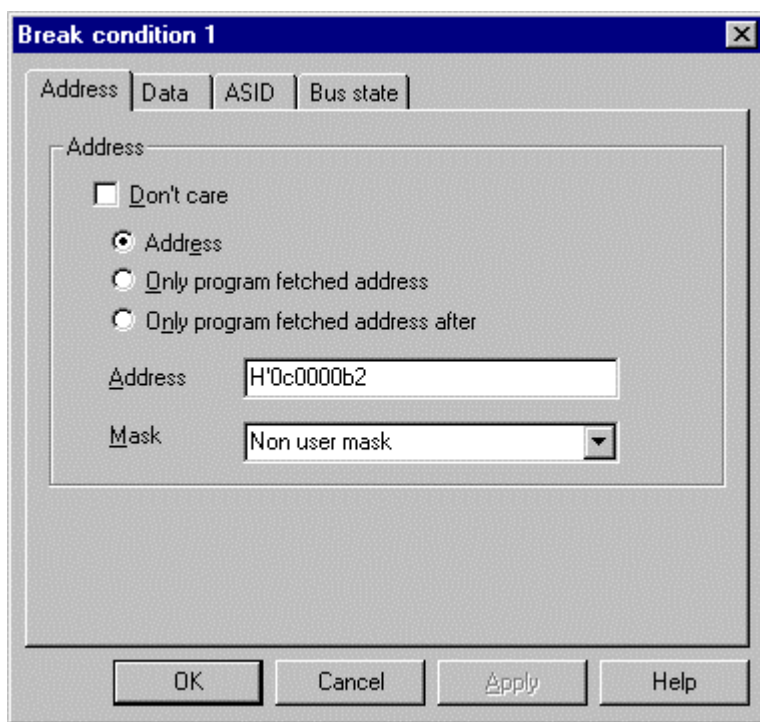 Break condition 1
Address Data ASID Bus state
Address
Don't care
Address
Only program fetched address
Only program fetched address after
Address H'0c0000b2
Mask Non user mask
OK Cancel Apply Help